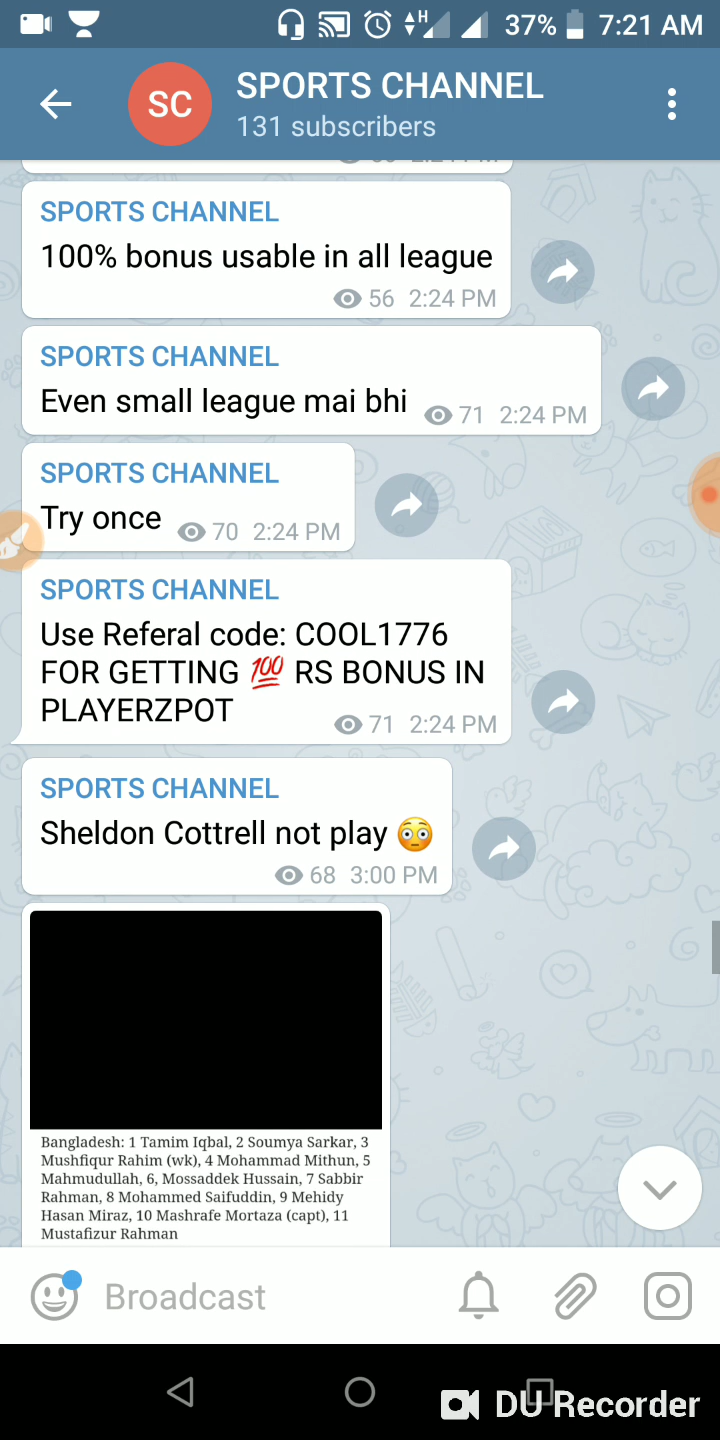 37% 7:21 AM
SC
SPORTS CHANNEL
131 subscribers
SPORTS CHANNEL
100% bonus usable in all league
56 2:24 PM
SPORTS CHANNEL
Even small league mai bhi
71 2:24 PM
SPORTS CHANNEL
Try once
70 2:24 PM
SPORTS CHANNEL
Use Referal code: COOL1776
FOR GETTING 💯 RS BONUS IN
PLAYERZPOT
71 2:24 PM
SPORTS CHANNEL
Sheldon Cottrell not play 😳
68 3:00 PM
Bangladesh: 1 Tamim Iqbal, 2 Soumya Sarkar, 3
Mushfiqur Rahim (wk), 4 Mohammad Mithun, 5
Mahmudullah, 6, Mossaddek Hussain, 7 Sabbir
Rahman, 8 Mohammed Saifuddin, 9 Mehidy
Hasan Miraz, 10 Mashrafe Mortaza (capt), 11
Mustafizur Rahman
Broadcast
DU Recorder